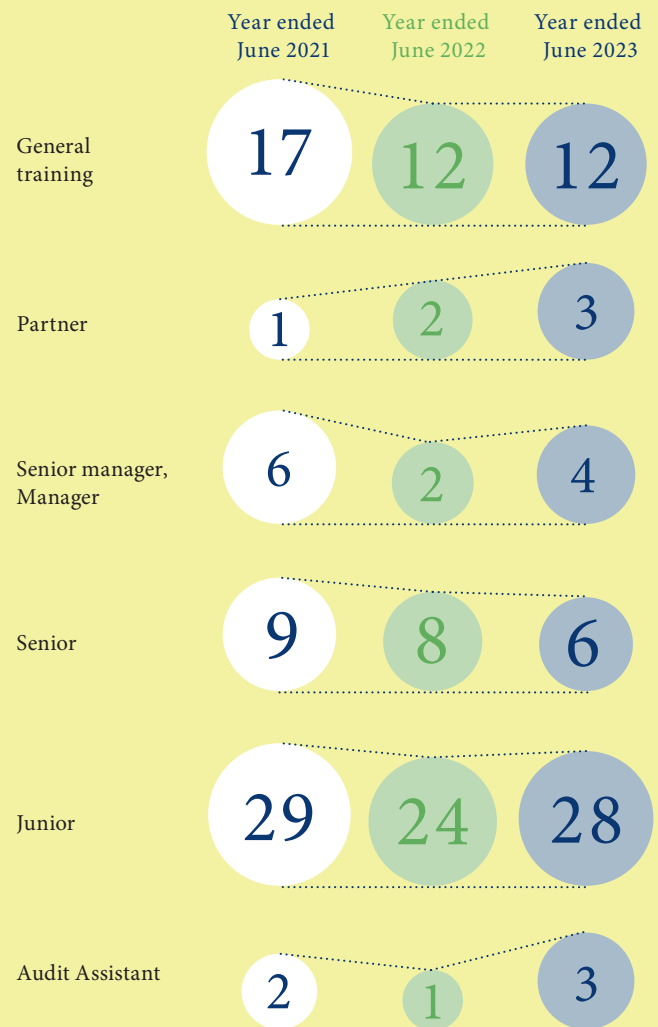 Year ended
June 2021
Year ended
June 2022
Year ended
June 2023
General
training
17
12
12
Partner
1
2
3
Senior manager,
Manager
6
2
4
Senior
9
8
6
Junior
29
24
28
Audit Assistant
2
1
3